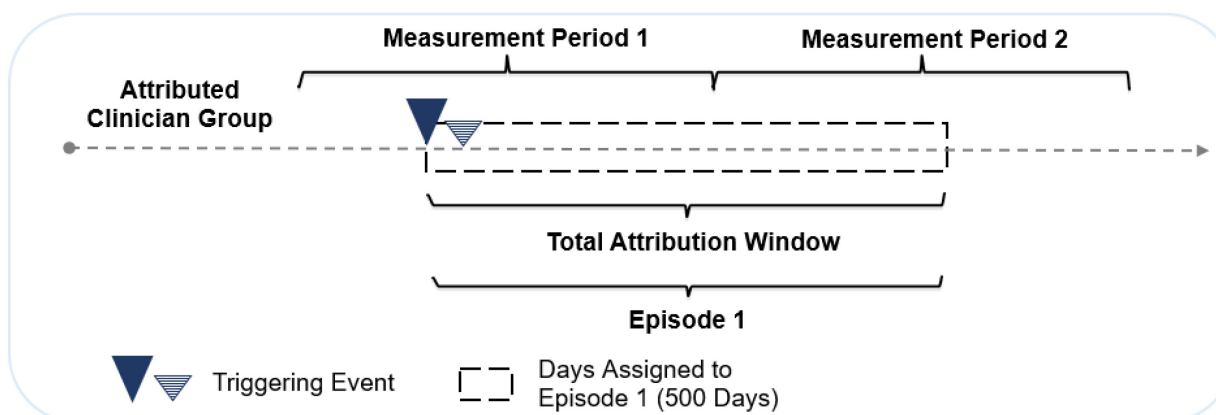 Measurement Period 1
Measurement Period 2
Attributed
Clinician Group
Total Attribution Window
Episode 1
Triggering Event
Days Assigned to
Episode 1 (500 Days)